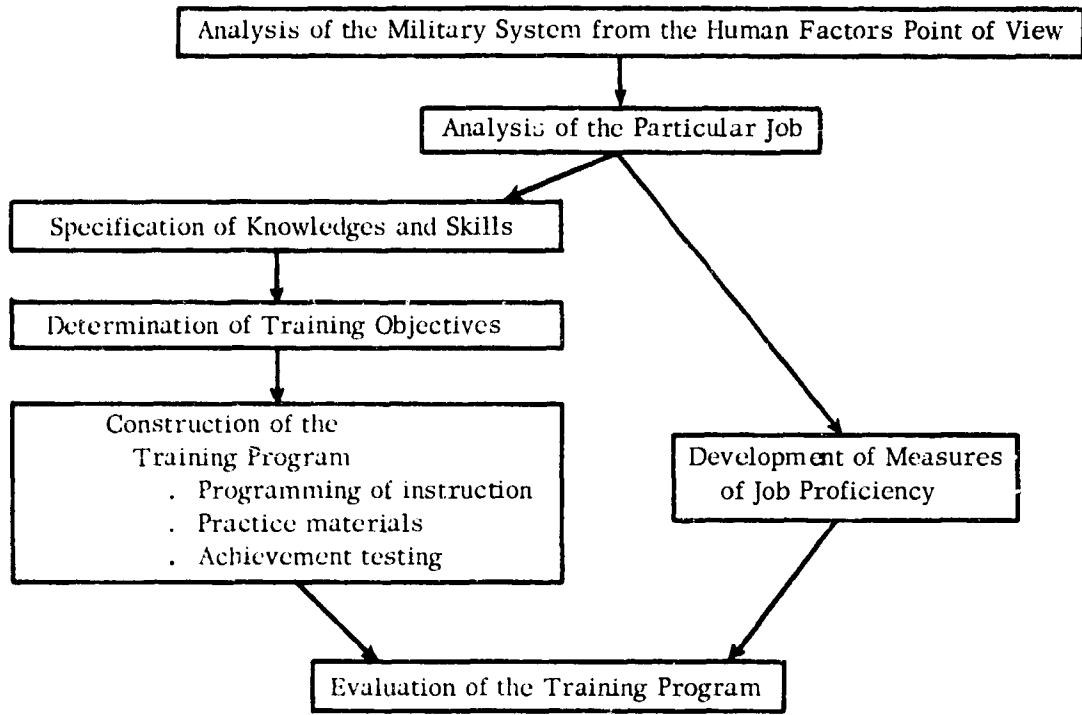 Analysis of the Military System from the Human Factors Point of View
Analysis of the Particular Job
Specification of Knowledges and Skills
Determination of Training Objectives
Construction of the
Training Program
. Programming of instruction
. Practice materials
. Achievement testing
Development of Measures
of Job Proficiency
Evaluation of the Training Program